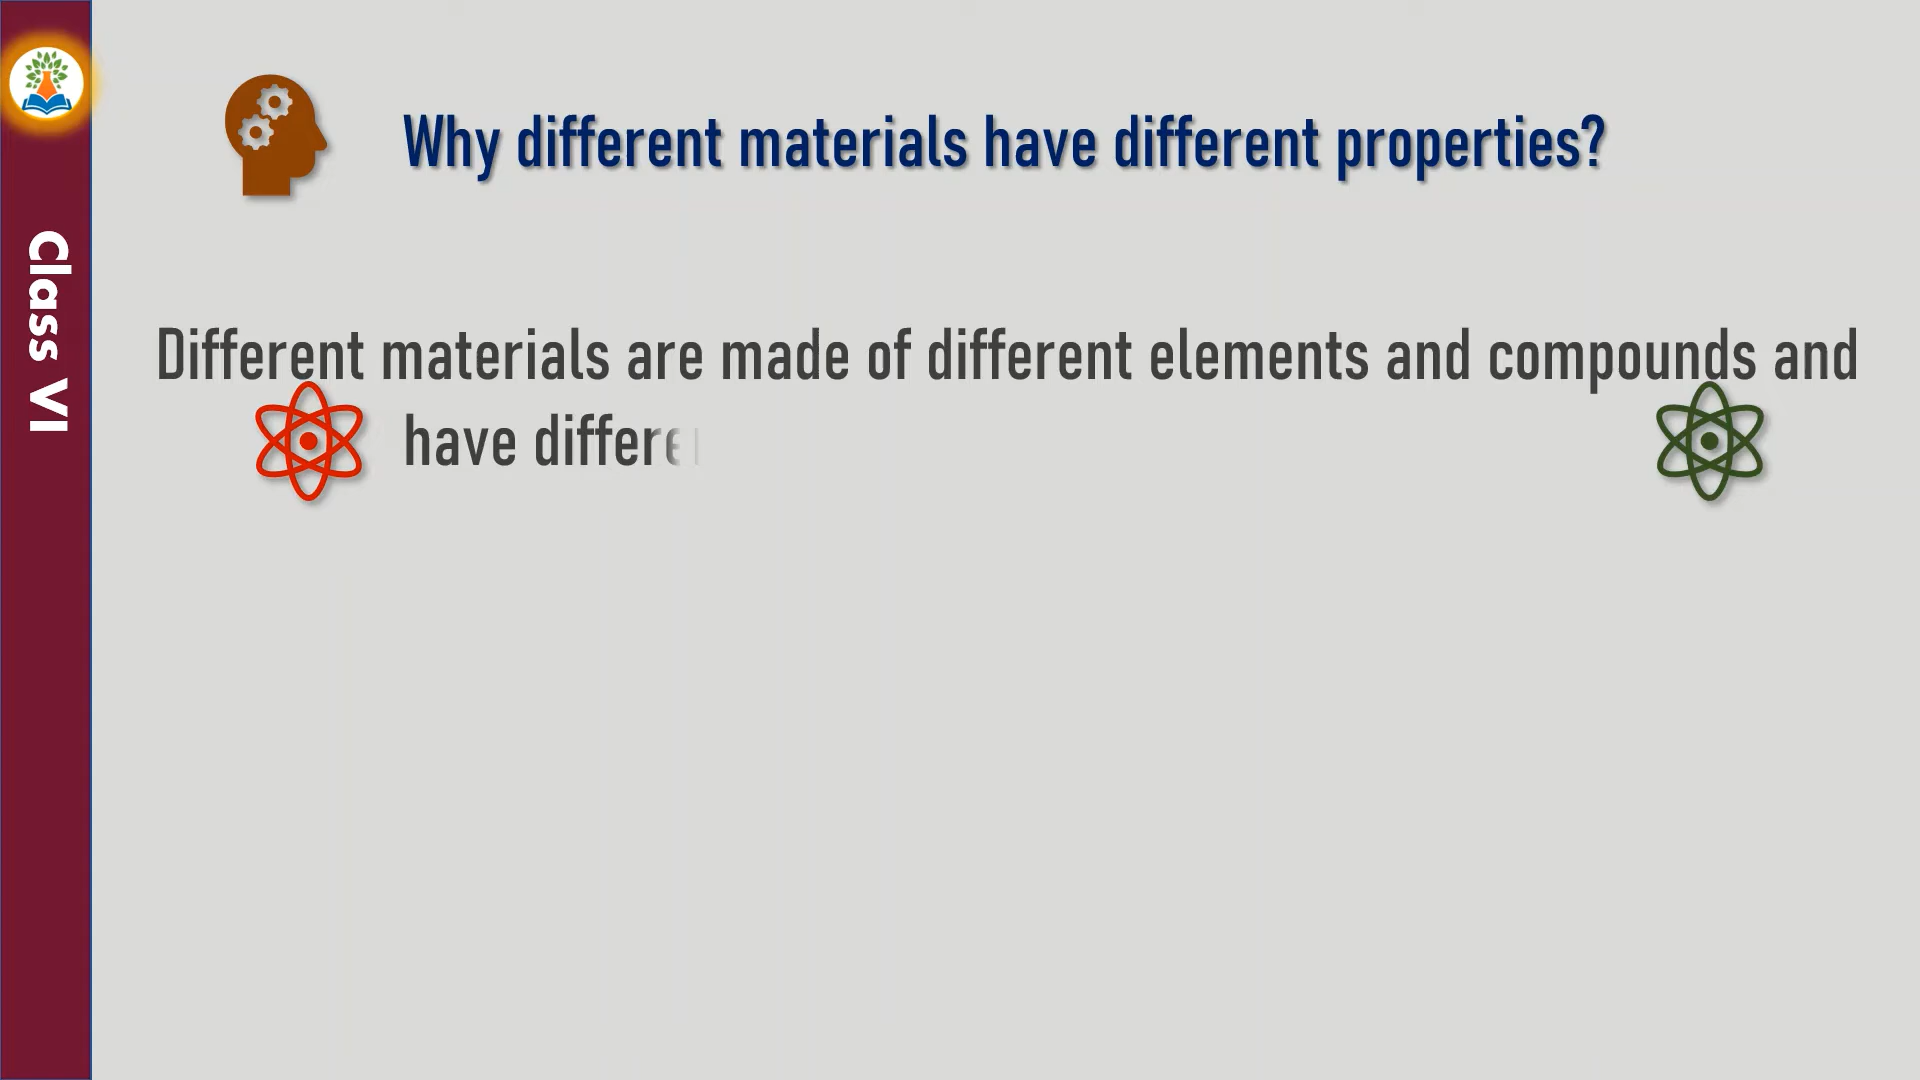 Class VI
Why different materials have different properties?
Different materials are made of different elements and compounds and
have